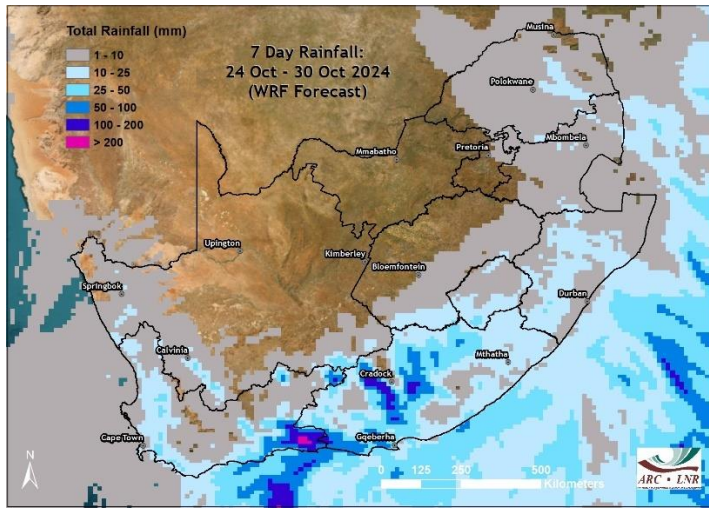 Total Rainfall (mm)
1 - 10
10 - 25
25 - 50
50 - 100
100 - 200
> 200
7 Day Rainfall:
24 Oct - 30 Oct 2024
(WRF Forecast)
Musina
Polokwane
Mbombela
Pretoria
Mmabatho
Upington
Kimberley
Bloemfontein
Springbok
Durban
Calvinia
Mthatha
Cradock
Cape Town
Gqeberha
N
0 125 250 500
Kilometers
ARC • LNR